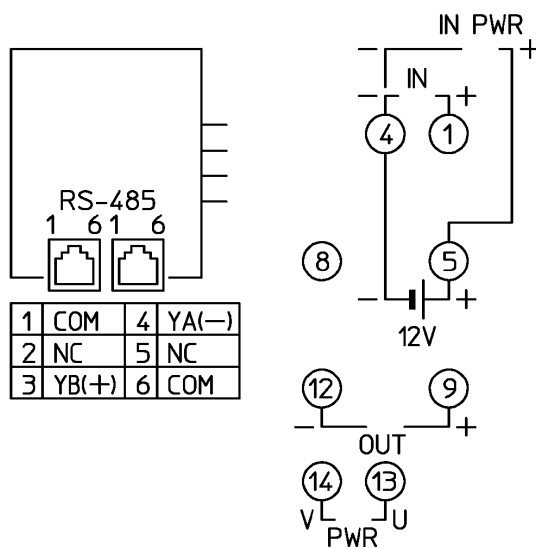 IN PWR
− +
− IN +
4 1
RS-485
1 6 1 6
8 5
− +
12V
1 COM 4 YA(−)
2 NC 5 NC
3 YB(+) 6 COM
12 9
− OUT +
14 13
V PWR U